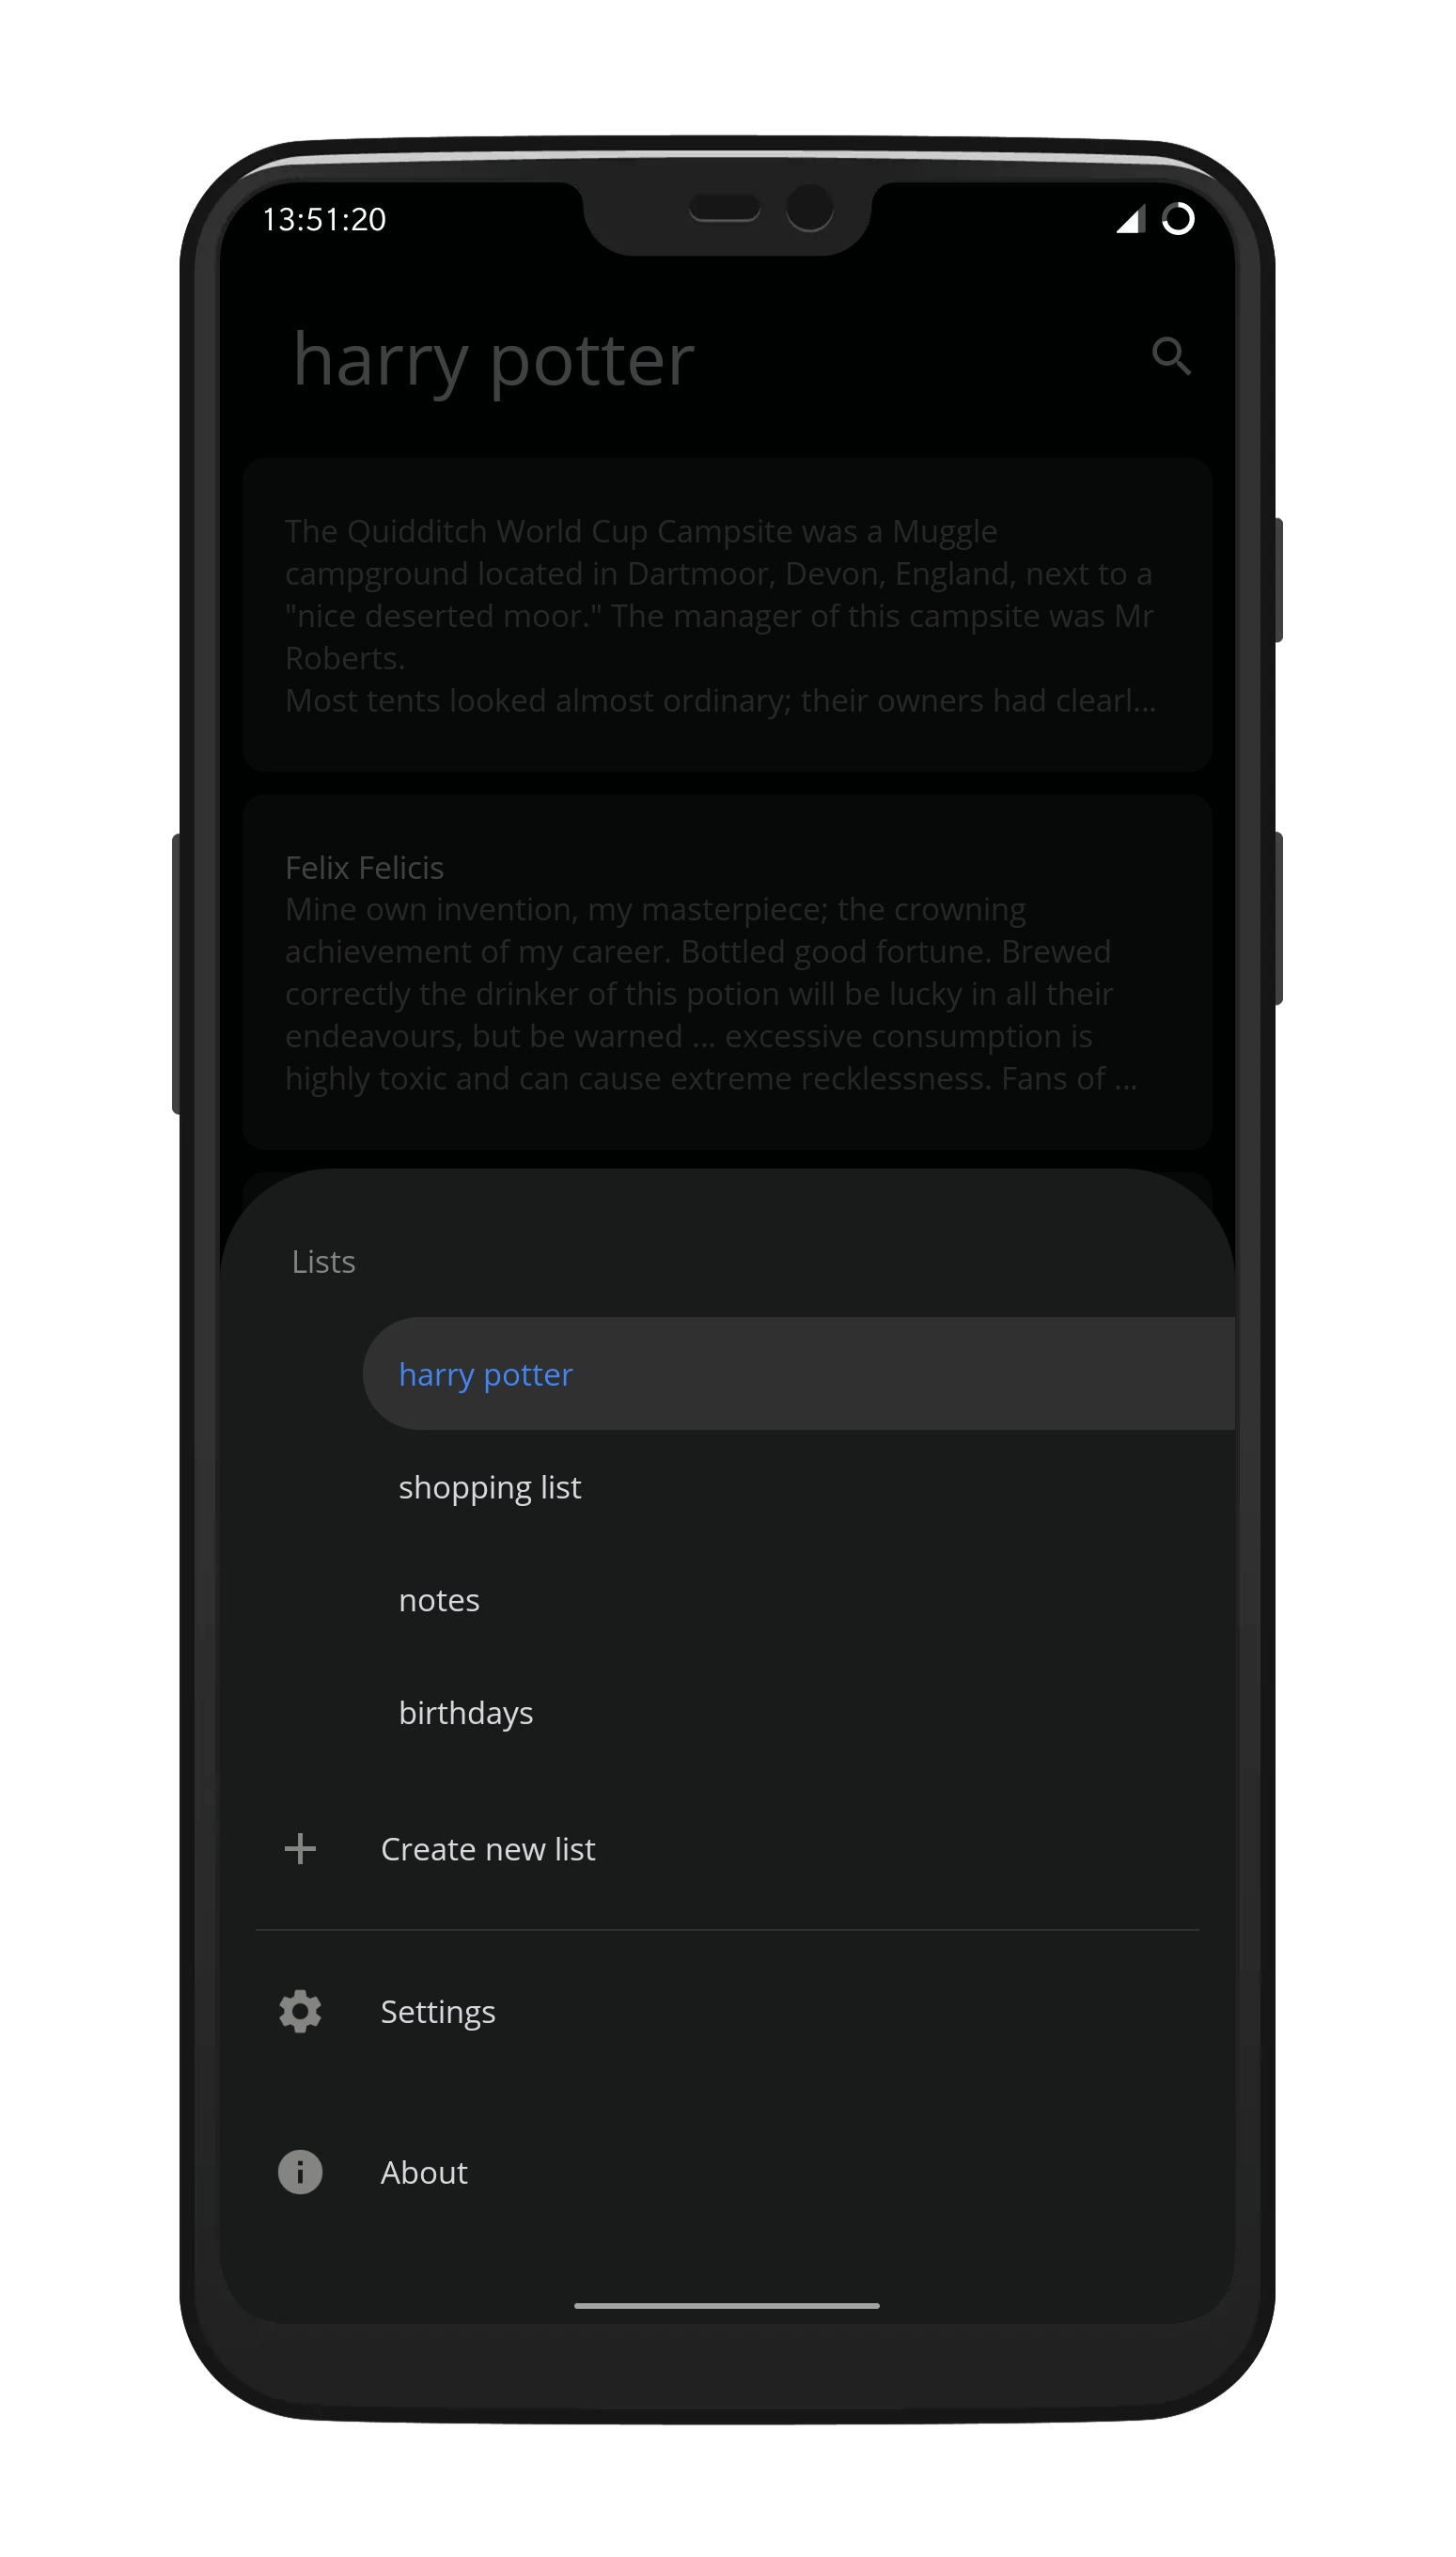 13:51:20
harry potter
The Quidditch World Cup Campsite was a Muggle
campground located in Dartmoor, Devon, England, next to a
"nice deserted moor." The manager of this campsite was Mr
Roberts.
Most tents looked almost ordinary; their owners had clearl...
Felix Felicis
Mine own invention, my masterpiece; the crowning
achievement of my career. Bottled good fortune. Brewed
correctly the drinker of this potion will be lucky in all their
endeavours, but be warned ... excessive consumption is
highly toxic and can cause extreme recklessness. Fans of ...
Lists
harry potter
shopping list
notes
birthdays
Create new list
Settings
About